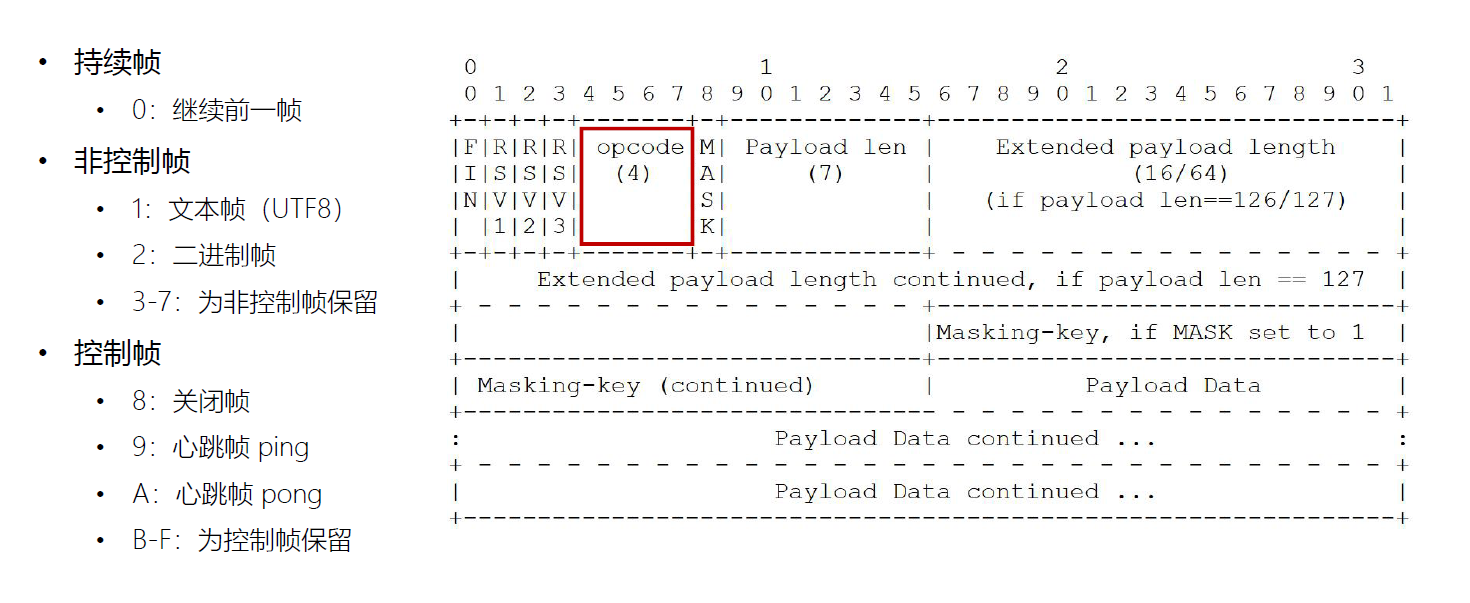 • 持续帧
• 0：继续前一帧
• 非控制帧
• 1：文本帧（UTF8）
• 2：二进制帧
• 3-7：为非控制帧保留
• 控制帧
• 8：关闭帧
• 9：心跳帧 ping
• A：心跳帧 pong
• B-F：为控制帧保留
 0                   1                   2                   3
 0 1 2 3 4 5 6 7 8 9 0 1 2 3 4 5 6 7 8 9 0 1 2 3 4 5 6 7 8 9 0 1
+-+-+-+-+-------+-+-------------+-------------------------------+
|F|R|R|R| opcode|M| Payload len |    Extended payload length    |
|I|S|S|S|  (4)  |A|     (7)     |             (16/64)           |
|N|V|V|V|       |S|             |   (if payload len==126/127)   |
| |1|2|3|       |K|             |                               |
+-+-+-+-+-------+-+-------------+ - - - - - - - - - - - - - - - +
|     Extended payload length continued, if payload len == 127  |
+ - - - - - - - - - - - - - - - +-------------------------------+
|                               |Masking-key, if MASK set to 1  |
+-------------------------------+-------------------------------+
| Masking-key (continued)       |          Payload Data         |
+-------------------------------- - - - - - - - - - - - - - - - +
:                     Payload Data continued ...                :
+ - - - - - - - - - - - - - - - - - - - - - - - - - - - - - - - +
|                     Payload Data continued ...                |
+---------------------------------------------------------------+